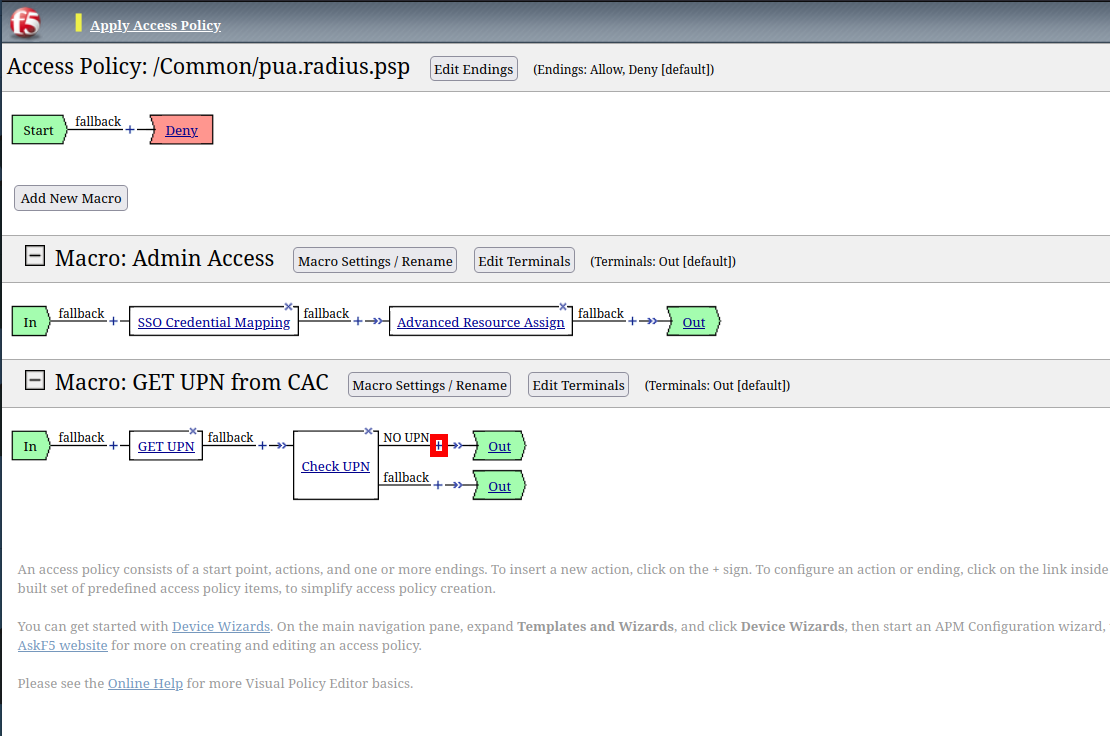 f5 Apply Access Policy
Access Policy: /Common/pua.radius.psp Edit Endings (Endings: Allow, Deny [default])
Start fallback + Deny
Add New Macro
Macro: Admin Access Macro Settings / Rename Edit Terminals (Terminals: Out [default])
In fallback + SSO Credential Mapping fallback + Advanced Resource Assign fallback + Out
Macro: GET UPN from CAC Macro Settings / Rename Edit Terminals (Terminals: Out [default])
In fallback + GET UPN fallback + Check UPN NO UPN + Out
fallback + Out
An access policy consists of a start point, actions, and one or more endings. To insert a new action, click on the + sign. To configure an action or ending, click on the link inside
built set of predefined access policy items, to simplify access policy creation.
You can get started with Device Wizards. On the main navigation pane, expand Templates and Wizards, and click Device Wizards, then start an APM Configuration wizard,
AskF5 website for more on creating and editing an access policy.
Please see the Online Help for more Visual Policy Editor basics.